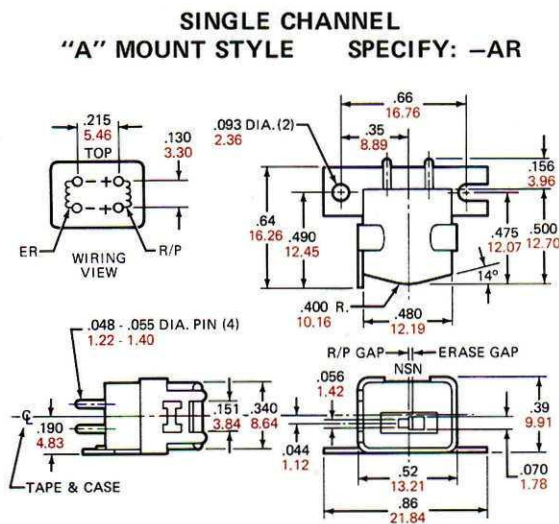 SINGLE CHANNEL
"A" MOUNT STYLE SPECIFY: –AR
.215
5.46
TOP
.130
3.30
– +
– +
ER
WIRING
VIEW
R/P
.66
16.76
.093 DIA. (2)
2.36
.35
8.89
.156
3.96
.64
16.26
.490
12.45
.475
12.07
.500
12.70
14°
.400 R.
10.16
.480
12.19
.048 - .055 DIA. PIN (4)
1.22 - 1.40
R/P GAP
ERASE GAP
NSN
.056
1.42
.39
9.91
℄
.190
4.83
.151
3.84
.340
8.64
.044
1.12
.070
1.78
TAPE & CASE
.52
13.21
.86
21.84